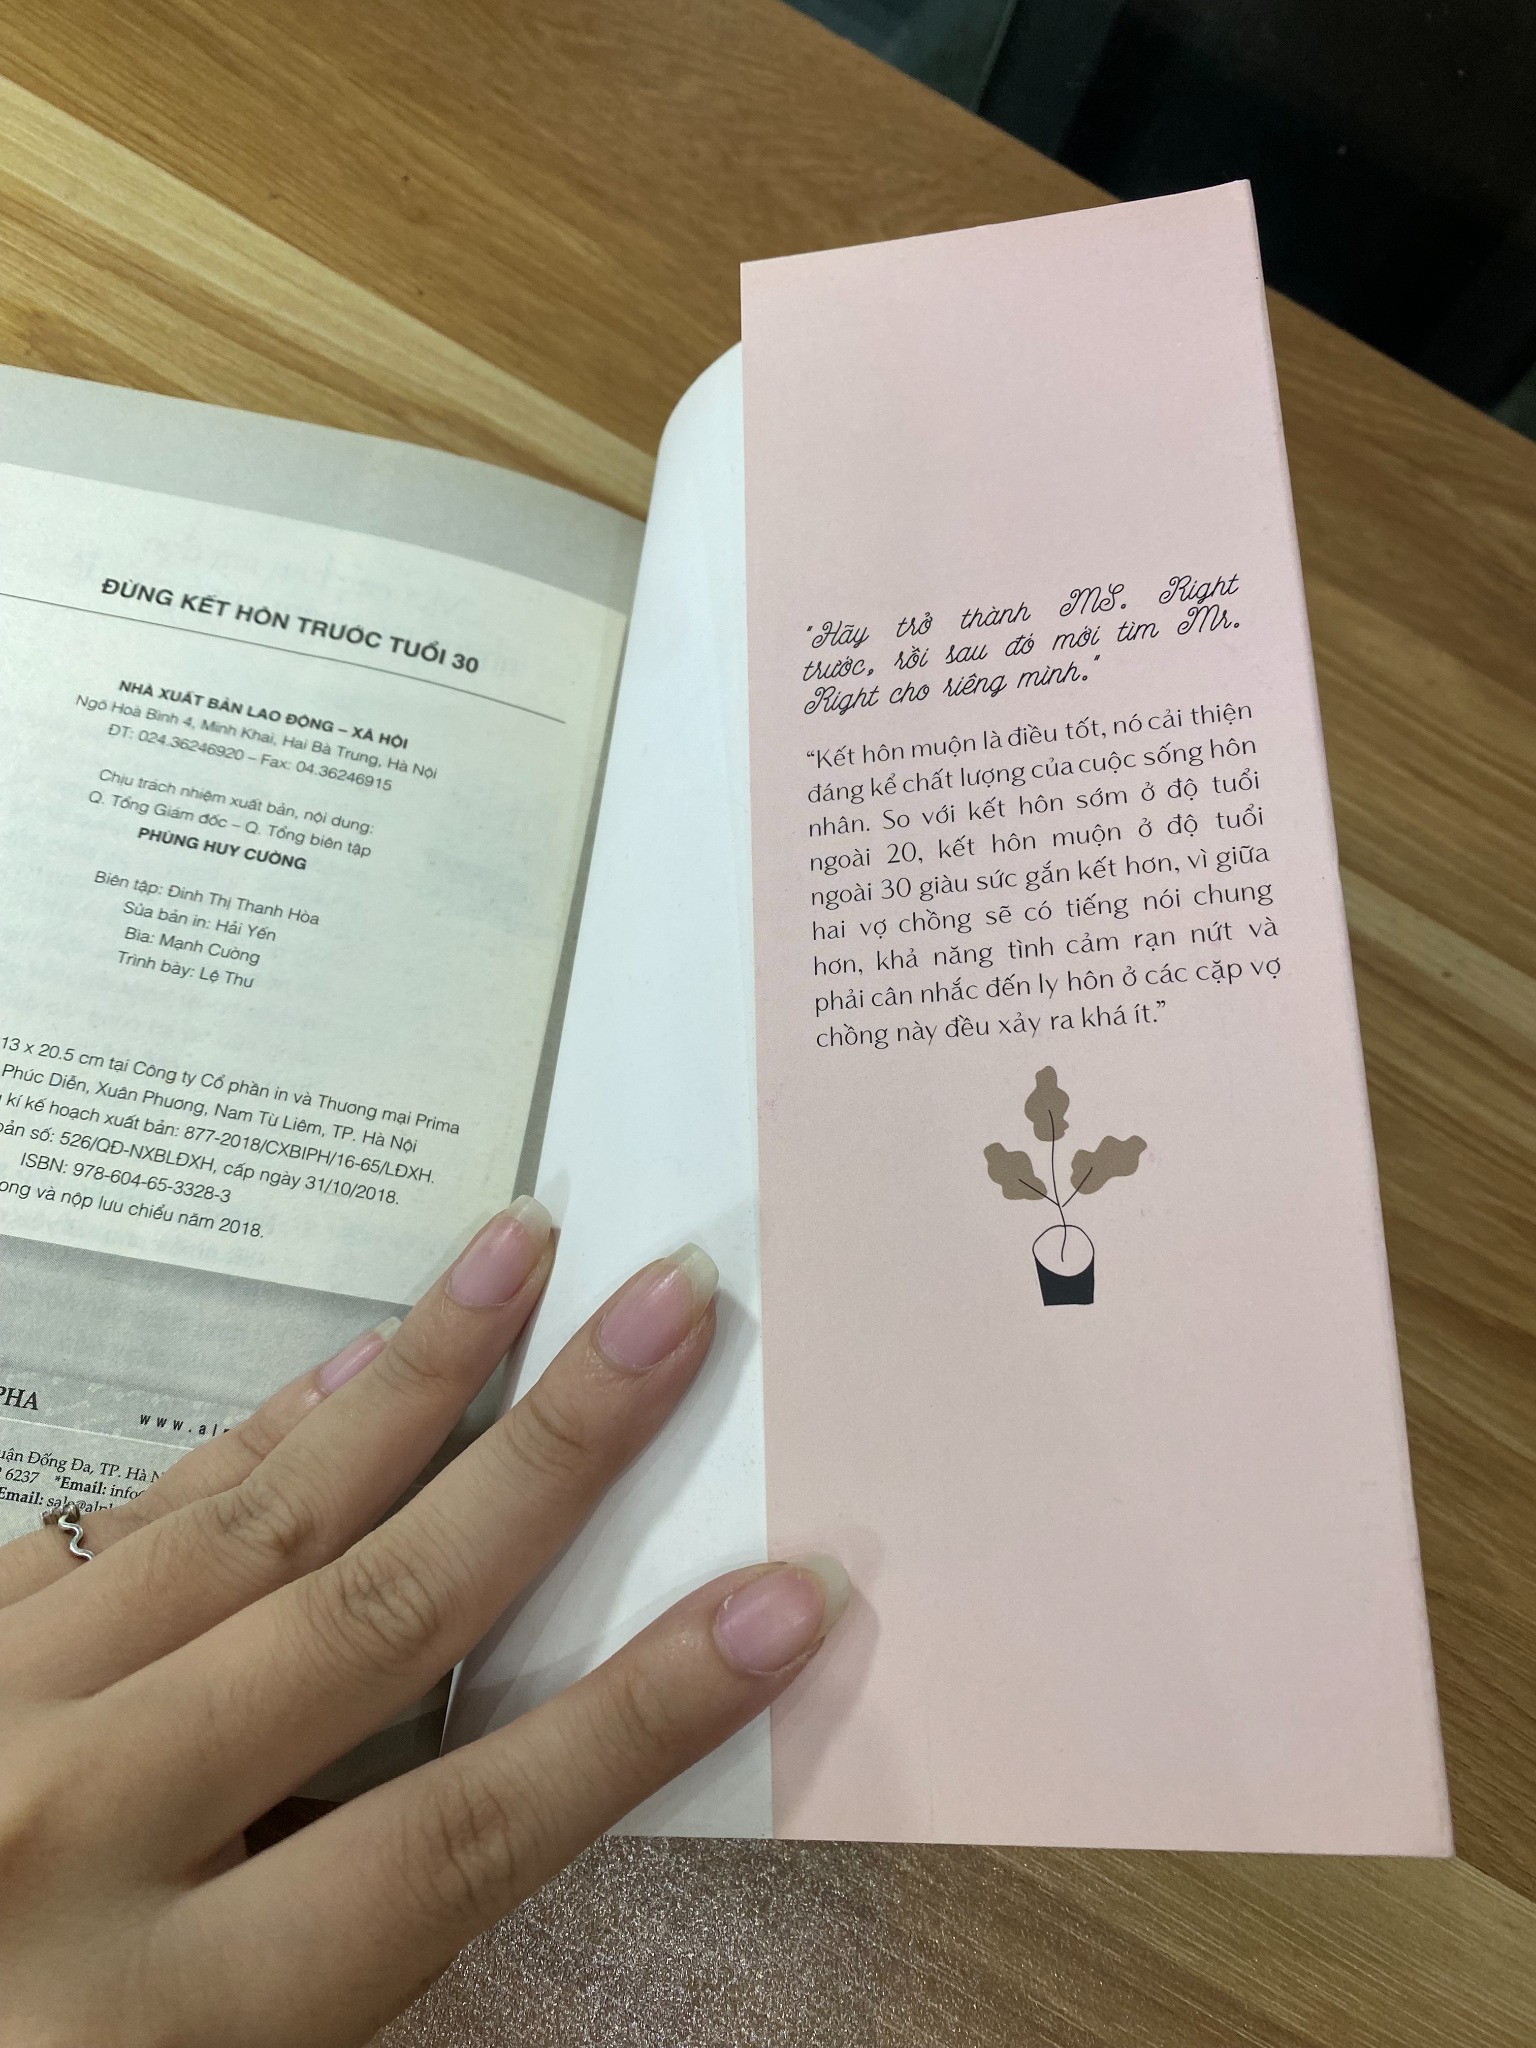 ĐỪNG KẾT HÔN TRƯỚC TUỔI 30
NHÀ XUẤT BẢN LAO ĐỘNG – XÃ HỘI
Ngõ Hoà Bình 4, Minh Khai, Hai Bà Trưng, Hà Nội
ĐT: 024.36246920 – Fax: 04.36246915
Chịu trách nhiệm xuất bản, nội dung:
Q. Tổng Giám đốc – Q. Tổng biên tập
PHÙNG HUY CƯỜNG
Biên tập: Đinh Thị Thanh Hòa
Sửa bản in: Hải Yến
Bìa: Mạnh Cường
Trình bày: Lệ Thu
13 x 20.5 cm tại Công ty Cổ phần in và Thương mại Prima
Phúc Diễn, Xuân Phương, Nam Từ Liêm, TP. Hà Nội
kí kế hoạch xuất bản: 877-2018/CXBIPH/16-65/LĐXH.
bản số: 526/QĐ-NXBLĐXH, cấp ngày 31/10/2018.
ISBN: 978-604-65-3328-3
ong và nộp lưu chiểu năm 2018.
PHA
www.al
uận Đống Đa, TP. Hà N
6237 *Email: info
Email: sale@alph
"Hãy trở thành MS. Right
trước, rồi sau đó mới tìm Mr.
Right cho riêng mình."
“Kết hôn muộn là điều tốt, nó cải thiện
đáng kể chất lượng của cuộc sống hôn
nhân. So với kết hôn sớm ở độ tuổi
ngoài 20, kết hôn muộn ở độ tuổi
ngoài 30 giàu sức gắn kết hơn, vì giữa
hai vợ chồng sẽ có tiếng nói chung
hơn, khả năng tình cảm rạn nứt và
phải cân nhắc đến ly hôn ở các cặp vợ
chồng này đều xảy ra khá ít.”